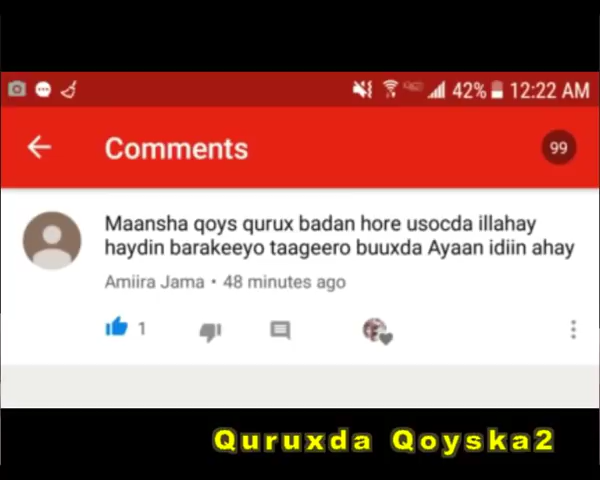 42% 12:22 AM
Comments
99
Maansha qoys qurux badan hore usocda illahay
haydin barakeeyo taageero buuxda Ayaan idiin ahay
Amiira Jama • 48 minutes ago
1
Quruxda Qoyska2